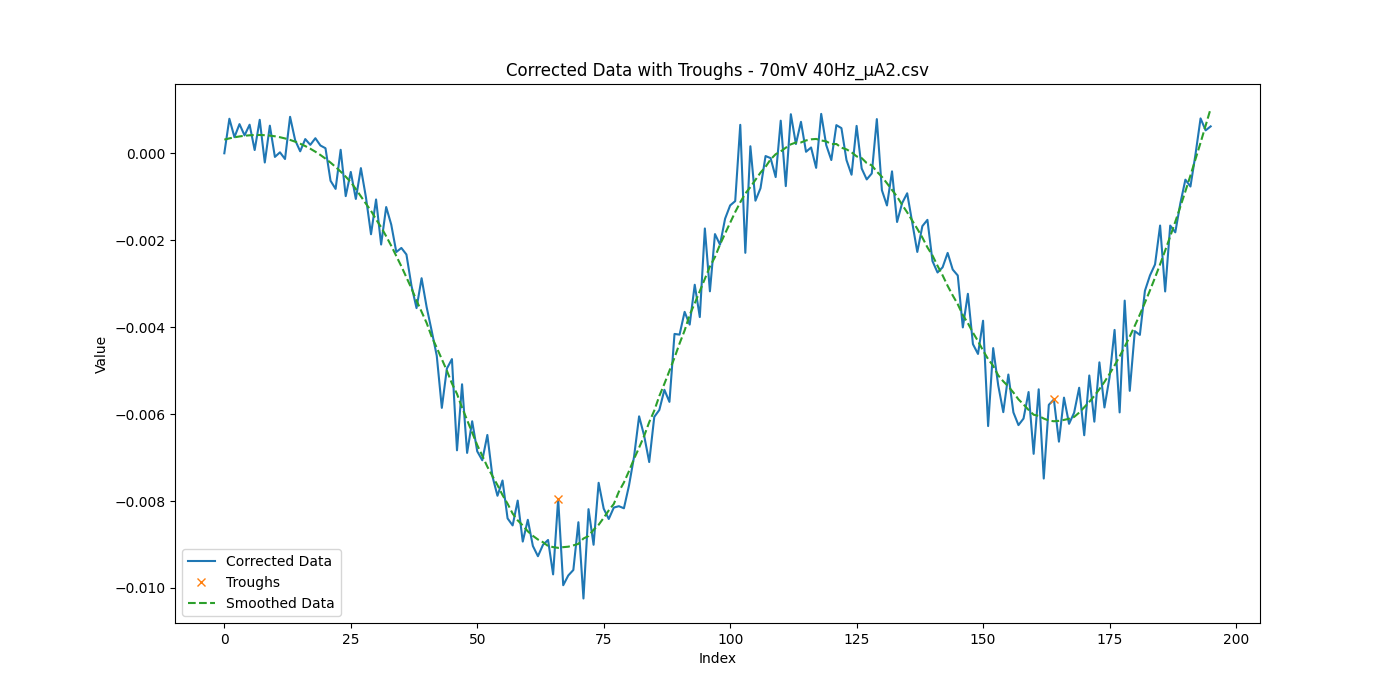 Corrected Data with Troughs - 70mV 40Hz_µA2.csv
0.000
−0.002
−0.004
−0.006
−0.008
−0.010
Value
Corrected Data
Troughs
Smoothed Data
0 25 50 75 100 125 150 175 200
Index